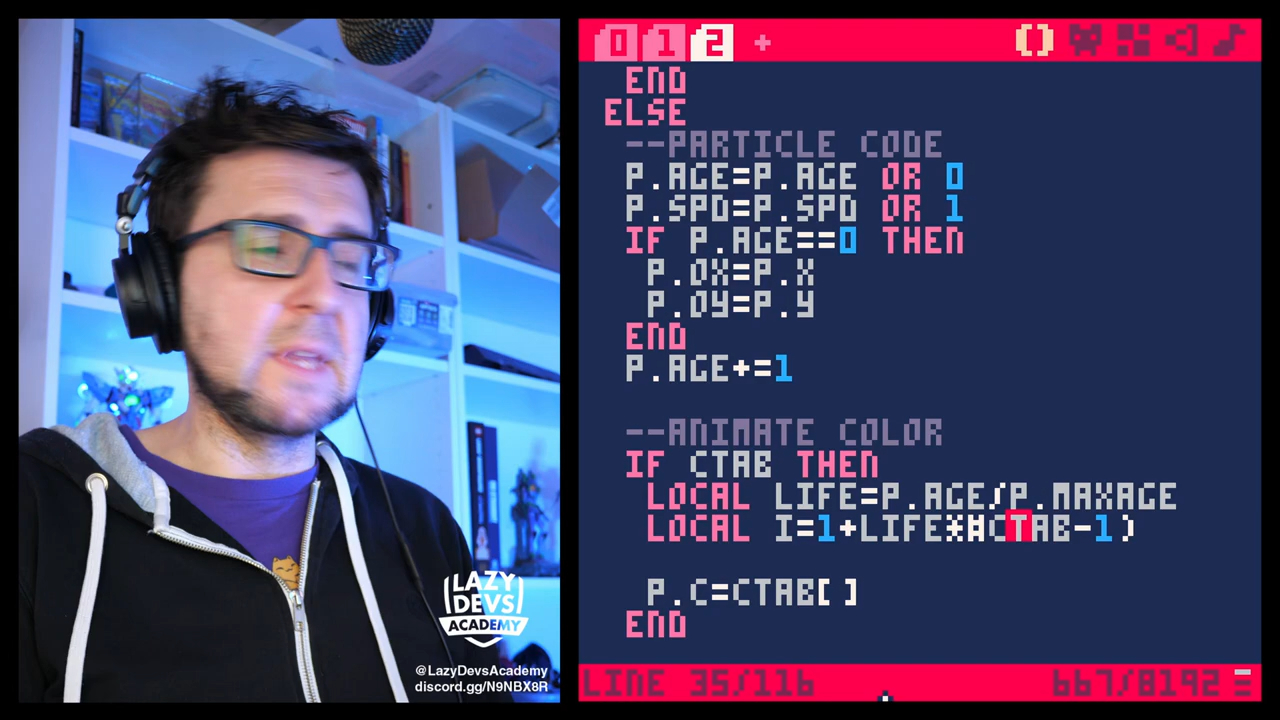 0 1 2 +
END
ELSE
--PARTICLE CODE
P.AGE=P.AGE OR 0
P.SPD=P.SPD OR 1
IF P.AGE==0 THEN
P.OX=P.X
P.OY=P.Y
END
P.AGE+=1
--ANIMATE COLOR
IF CTAB THEN
LOCAL LIFE=P.AGE/P.MAXAGE
LOCAL I=1+LIFE*#CTAB-1)
P.C=CTAB[ ]
END
LINE 35/116 667/8192
LAZY
DEVS
ACADEMY
@LazyDevsAcademy
discord.gg/N9NBX8R